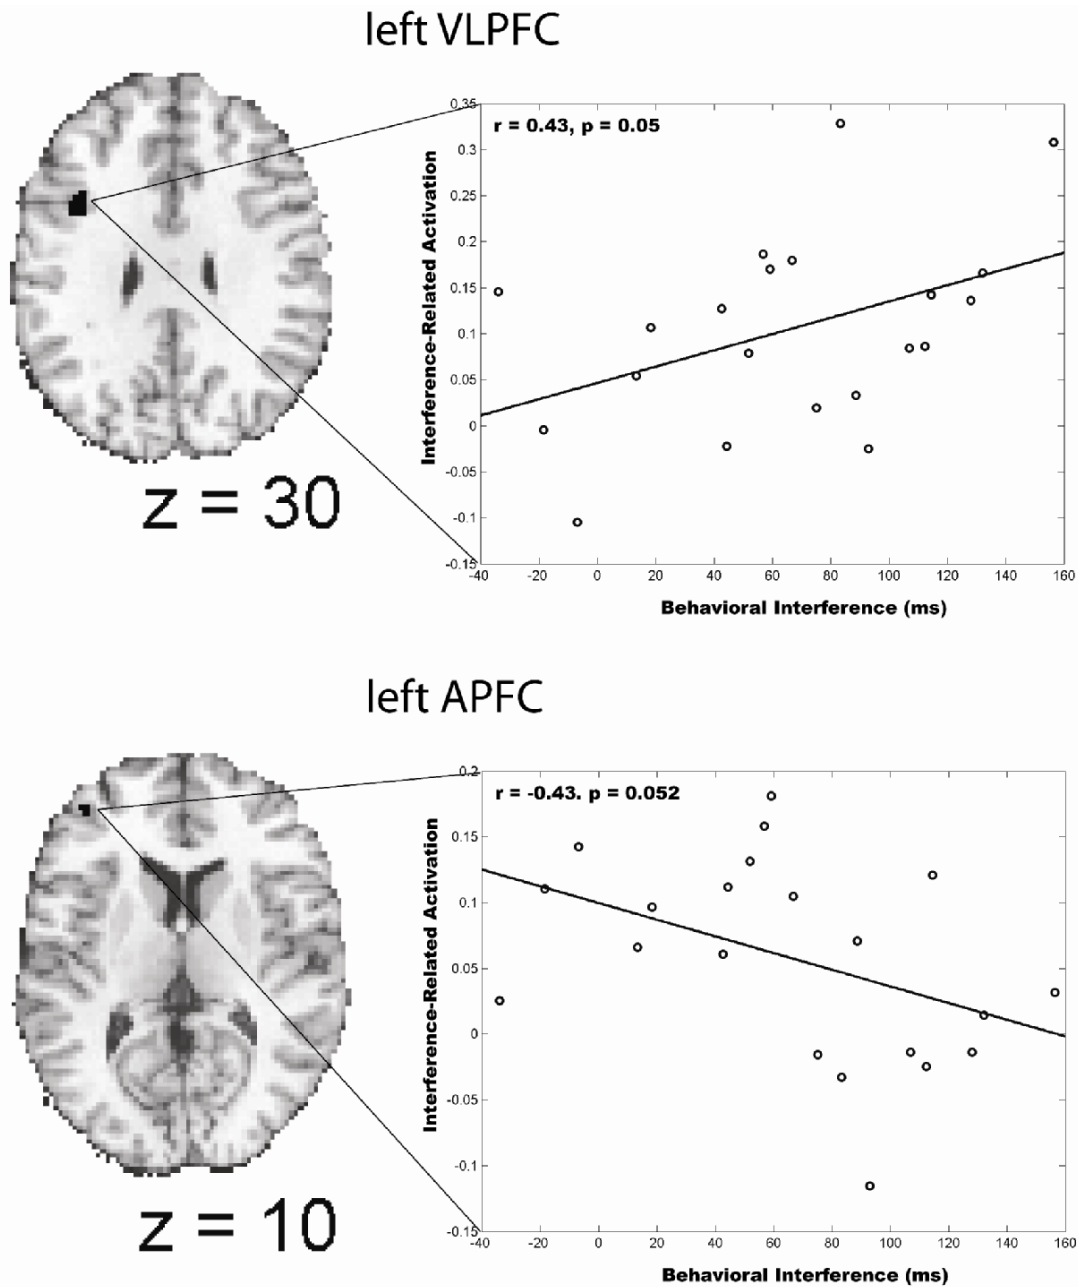 left VLPFC
r = 0.43, p = 0.05
0.35
0.3
0.25
0.2
0.15
0.1
0.05
0
-0.05
-0.1
-0.15
Interference-Related Activation
-40 -20 0 20 40 60 80 100 120 140 160
Behavioral Interference (ms)
z = 30
left APFC
r = -0.43. p = 0.052
0.2
0.15
0.1
0.05
0
-0.05
-0.1
-0.15
Interference-Related Activation
-40 -20 0 20 40 60 80 100 120 140 160
Behavioral Interference (ms)
z = 10